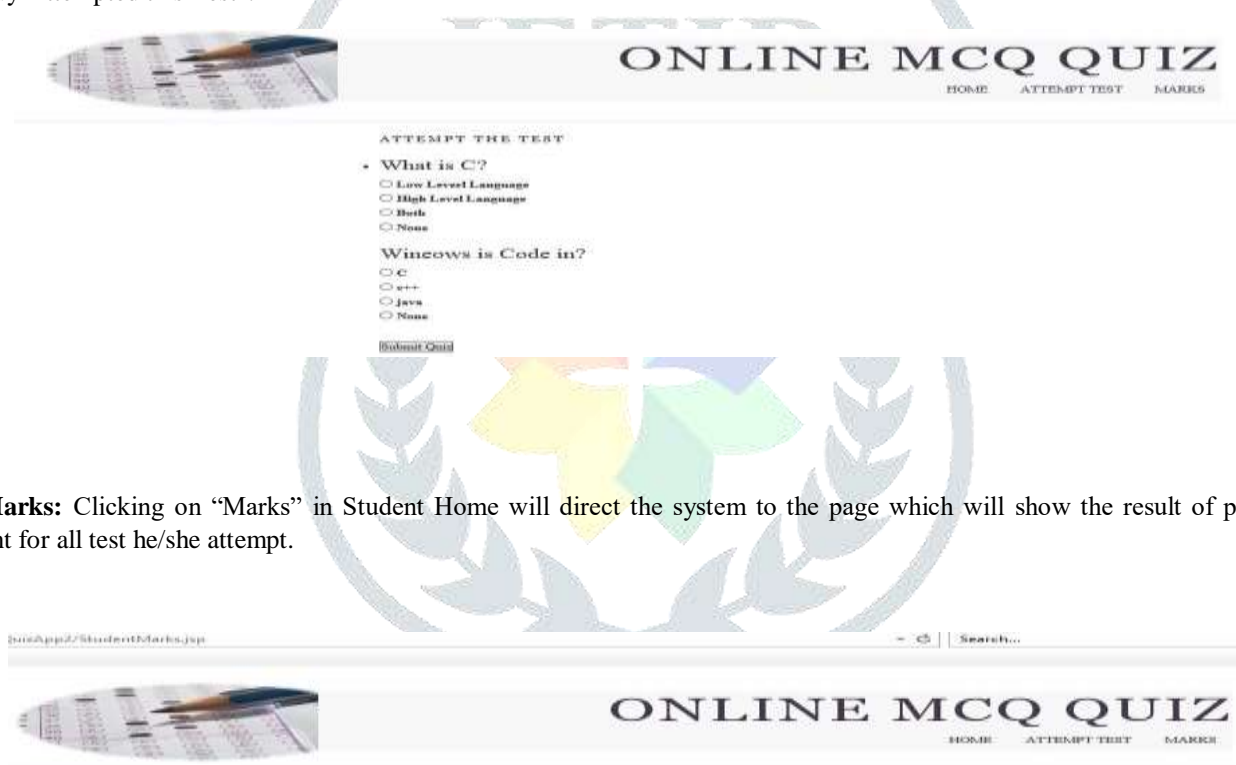 ONLINE MCQ QUIZ
HOME ATTEMPT TEST MARKS
ATTEMPT THE TEST
• What is C?
Low Level Language
High Level Language
Both
None
Wincows is Code in?
C
c++
java
None
Submit Quiz
Marks: Clicking on “Marks” in Student Home will direct the system to the page which will show the result of p
nt for all test he/she attempt.
QuizApp2/StudentMarks.jsp
Search...
ONLINE MCQ QUIZ
HOME ATTEMPT TEST MARKS